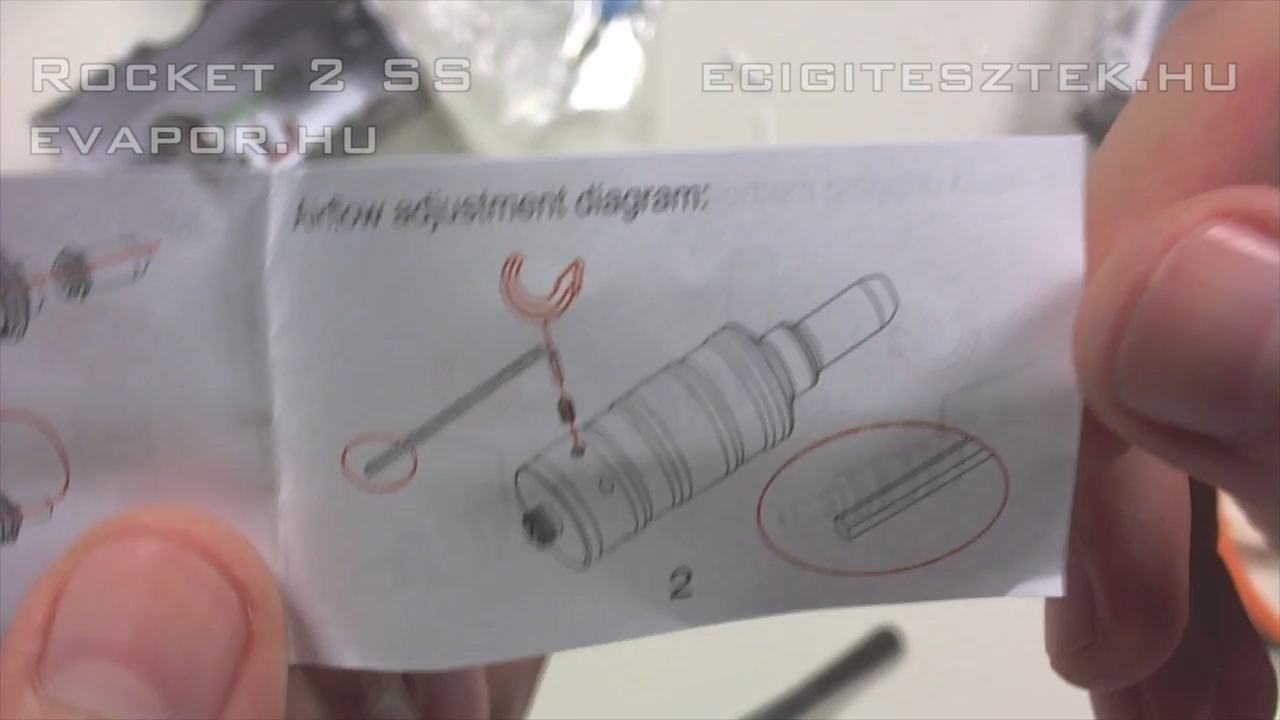 Rocket 2 SS
ECIGITESZTEK.HU
EVAPOR.HU
Airflow adjustment diagram:
2